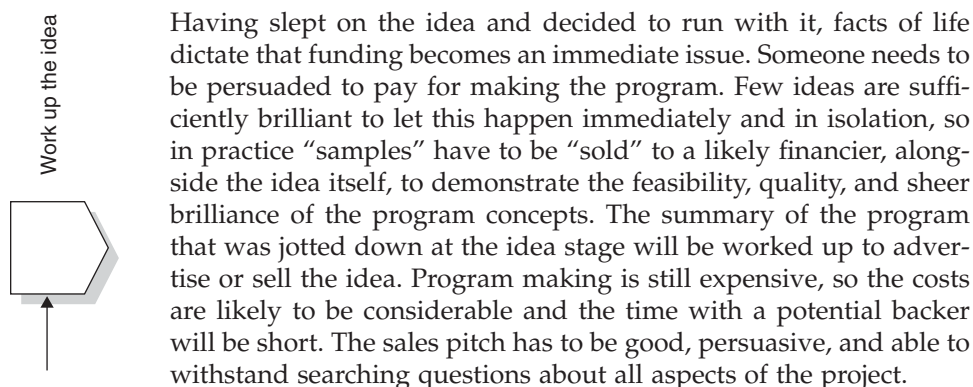 Work up the idea
Having slept on the idea and decided to run with it, facts of life
dictate that funding becomes an immediate issue. Someone needs to
be persuaded to pay for making the program. Few ideas are suffi-
ciently brilliant to let this happen immediately and in isolation, so
in practice “samples” have to be “sold” to a likely financier, along-
side the idea itself, to demonstrate the feasibility, quality, and sheer
brilliance of the program concepts. The summary of the program
that was jotted down at the idea stage will be worked up to adver-
tise or sell the idea. Program making is still expensive, so the costs
are likely to be considerable and the time with a potential backer
will be short. The sales pitch has to be good, persuasive, and able to
withstand searching questions about all aspects of the project.